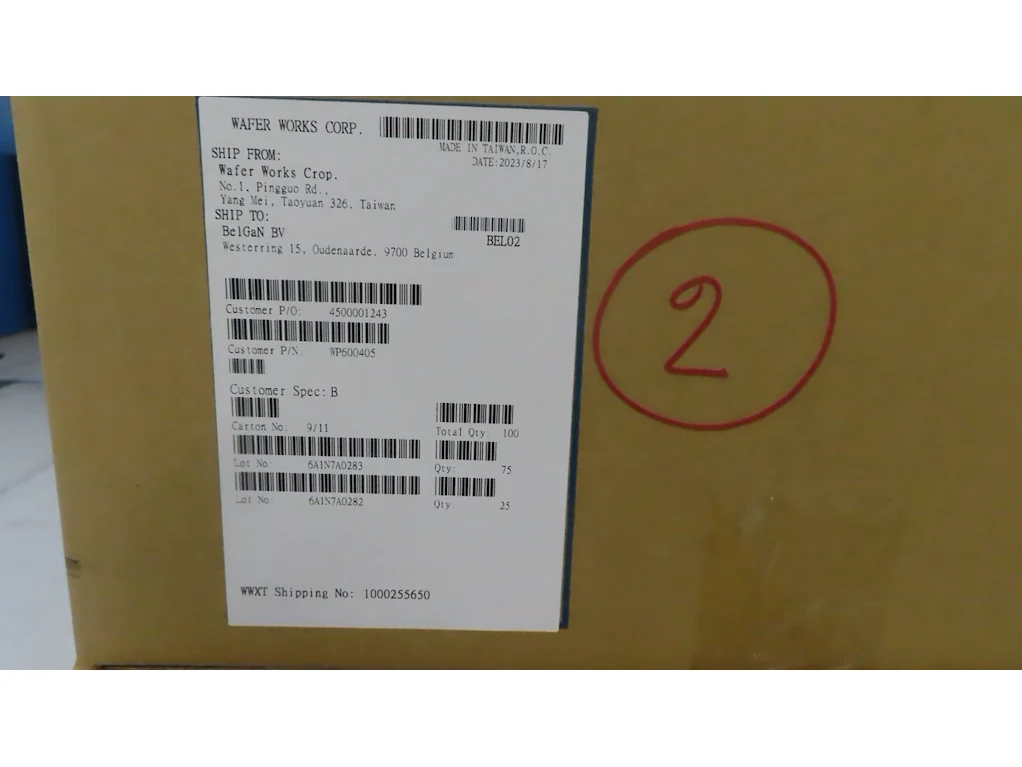 WAFER WORKS CORP.
MADE IN TAIWAN,R.O.C.
DATE:2023/8/17
SHIP FROM:
Wafer Works Crop.
No.1, Pingguo Rd.,
Yang Mei, Taoyuan 326, Taiwan
SHIP TO:
BelGaN BV
BEL02
Westerring 15, Oudenaarde, 9700 Belgium
Customer P/O: 4500001243
Customer P/N. WP600405
Customer Spec: B
Carton No: 9/11
Total Qty: 100
Lot No: 6A1N7A0283
Qty: 75
Lot No: 6A1N7A0282
Qty: 25
WWXT Shipping No: 1000255650
2